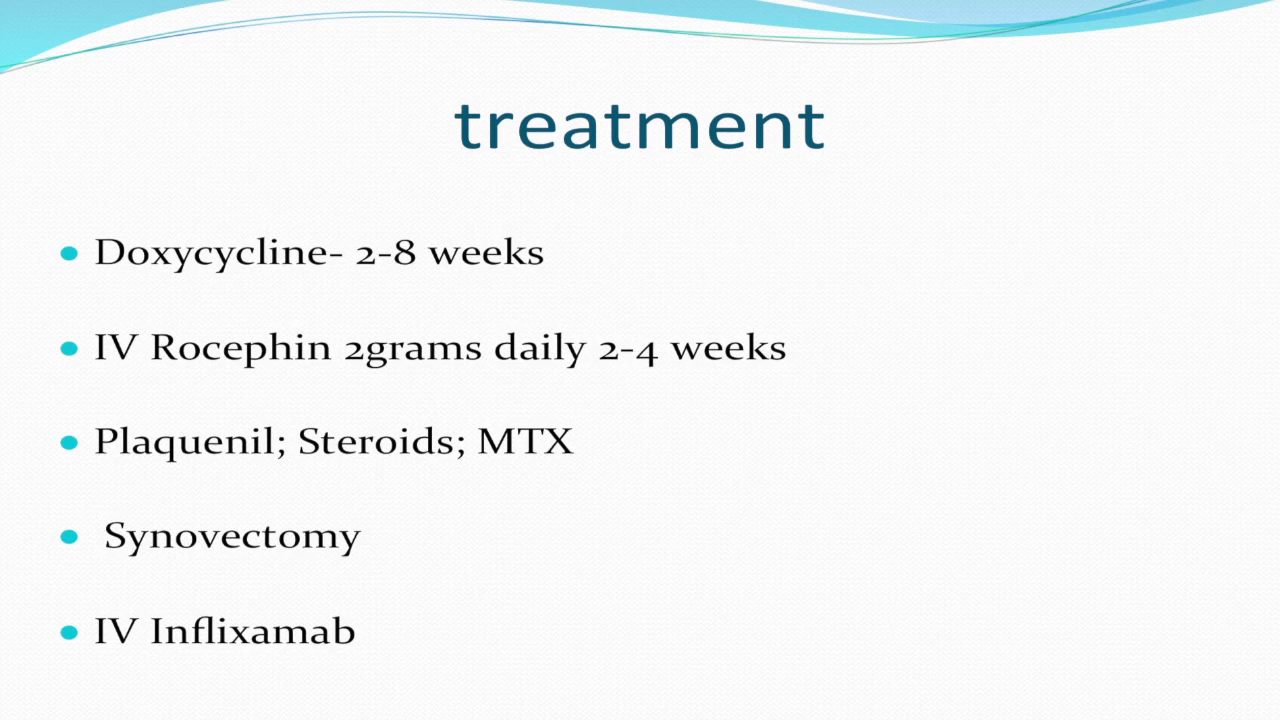 treatment
Doxycycline- 2-8 weeks
IV Rocephin 2grams daily 2-4 weeks
Plaquenil; Steroids; MTX
Synovectomy
IV Inflixamab